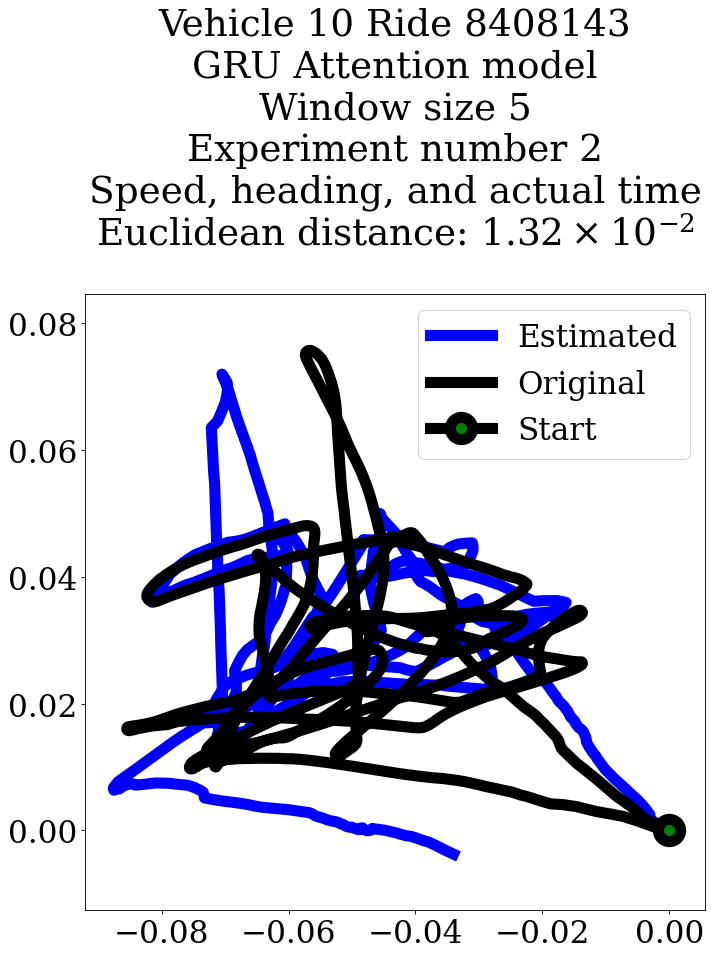 Vehicle 10 Ride 8408143
GRU Attention model
Window size 5
Experiment number 2
Speed, heading, and actual time
Euclidean distance: 1.32 × 10⁻²
Estimated
Original
Start
0.08
0.06
0.04
0.02
0.00
−0.08 −0.06 −0.04 −0.02 0.00